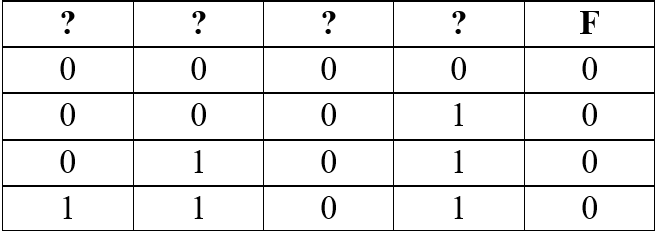 ? ? ? ? F
0 0 0 0 0
0 0 0 1 0
0 1 0 1 0
1 1 0 1 0